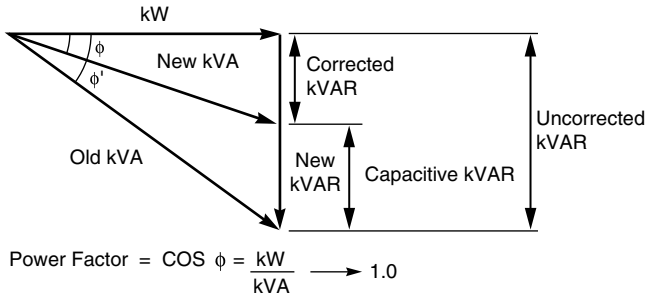 kW
ϕ
New kVA
ϕ'
Old kVA
Corrected
kVAR
New
kVAR
Capacitive kVAR
Uncorrected
kVAR
Power Factor = COS ϕ = kW
kVA
1.0